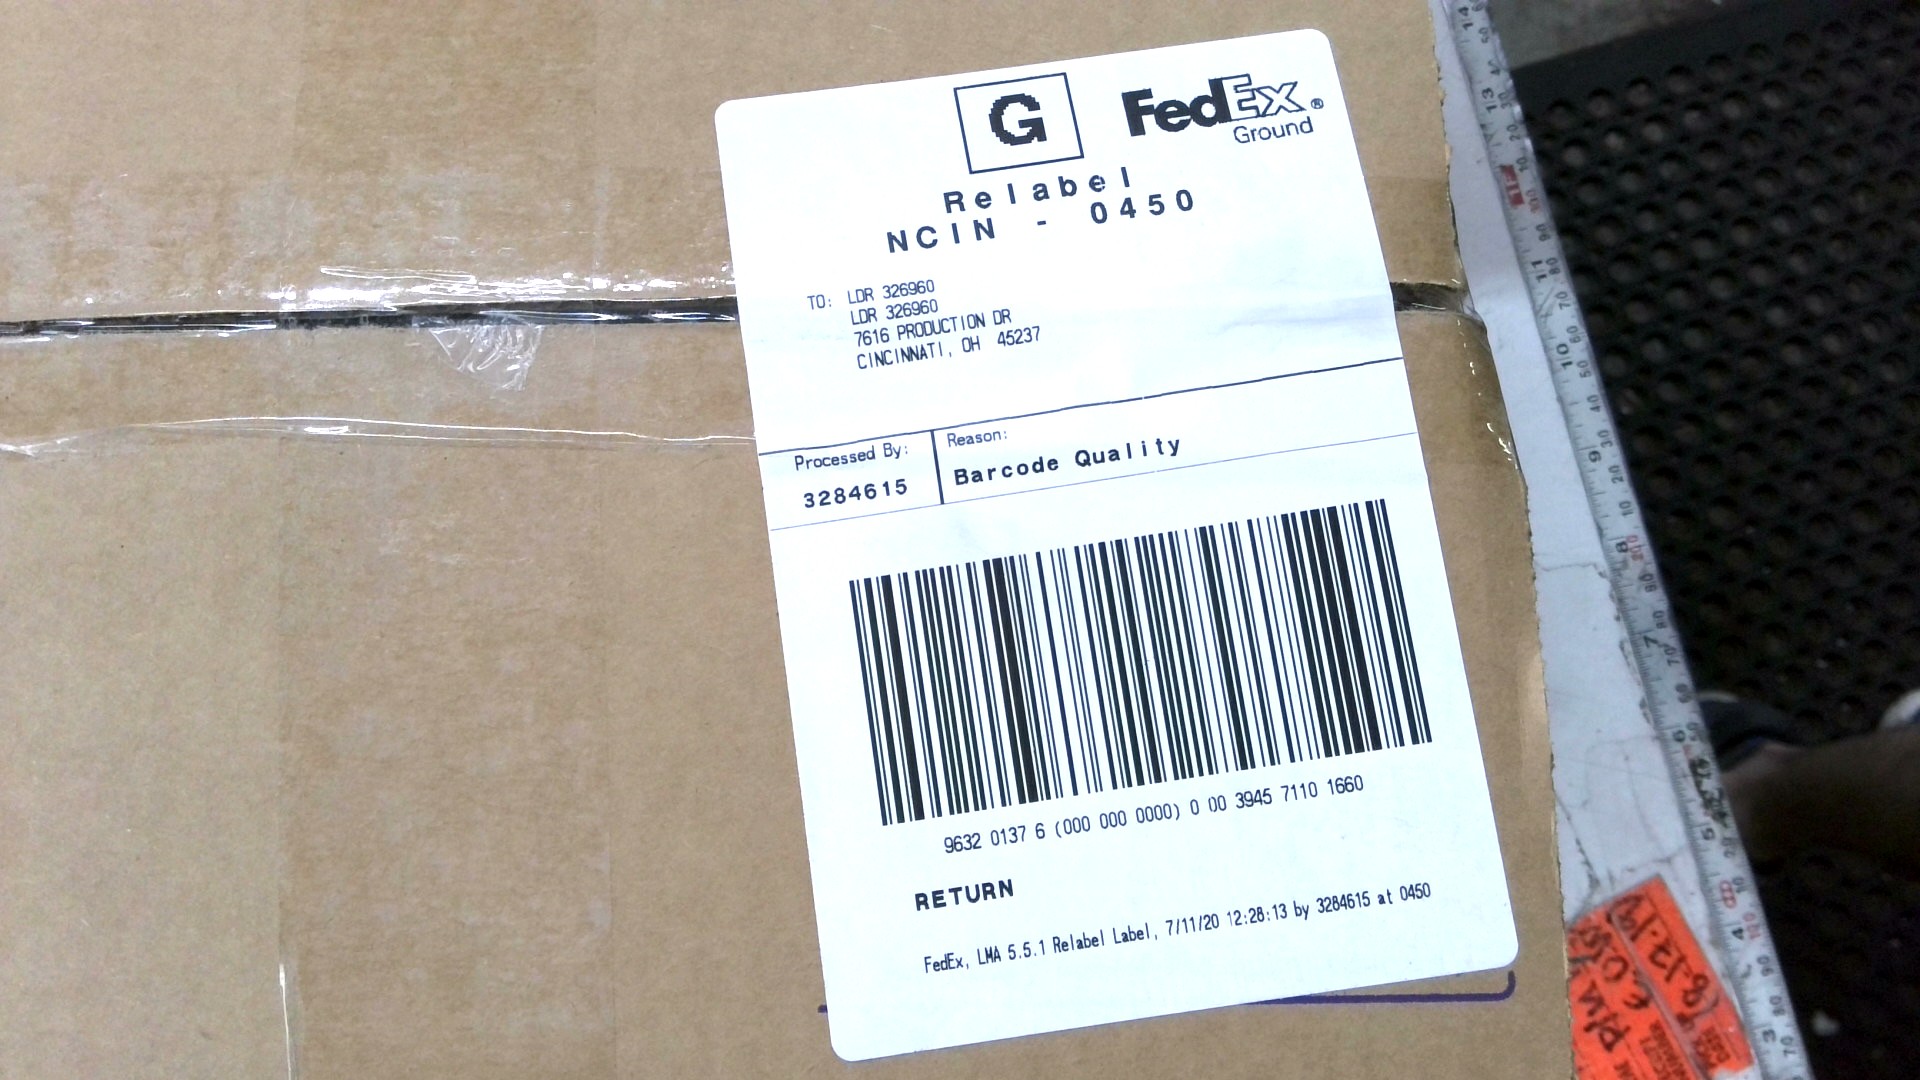 G
FedEx®
Ground
Relabel
NCIN - 0450
TO: LDR 326960
LDR 326960
7616 PRODUCTION DR
CINCINNATI, OH 45237
Processed By:
3284615
Reason:
Barcode Quality
9632 0137 6 (000 000 0000) 0 00 3945 7110 1660
RETURN
FedEx, LMA 5.5.1 Relabel Label, 7/11/20 12:28:13 by 3284615 at 0450